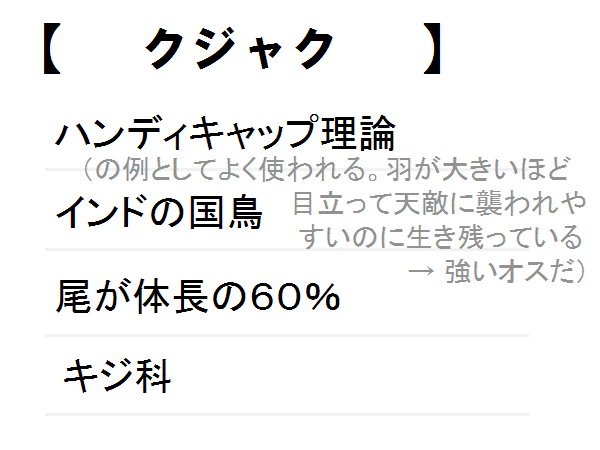 【 クジャク 】
ハンディキャップ理論
（の例としてよく使われる。羽が大きいほど
目立って天敵に襲われや
すいのに生き残っている
→ 強いオスだ）
インドの国鳥
尾が体長の60%
キジ科